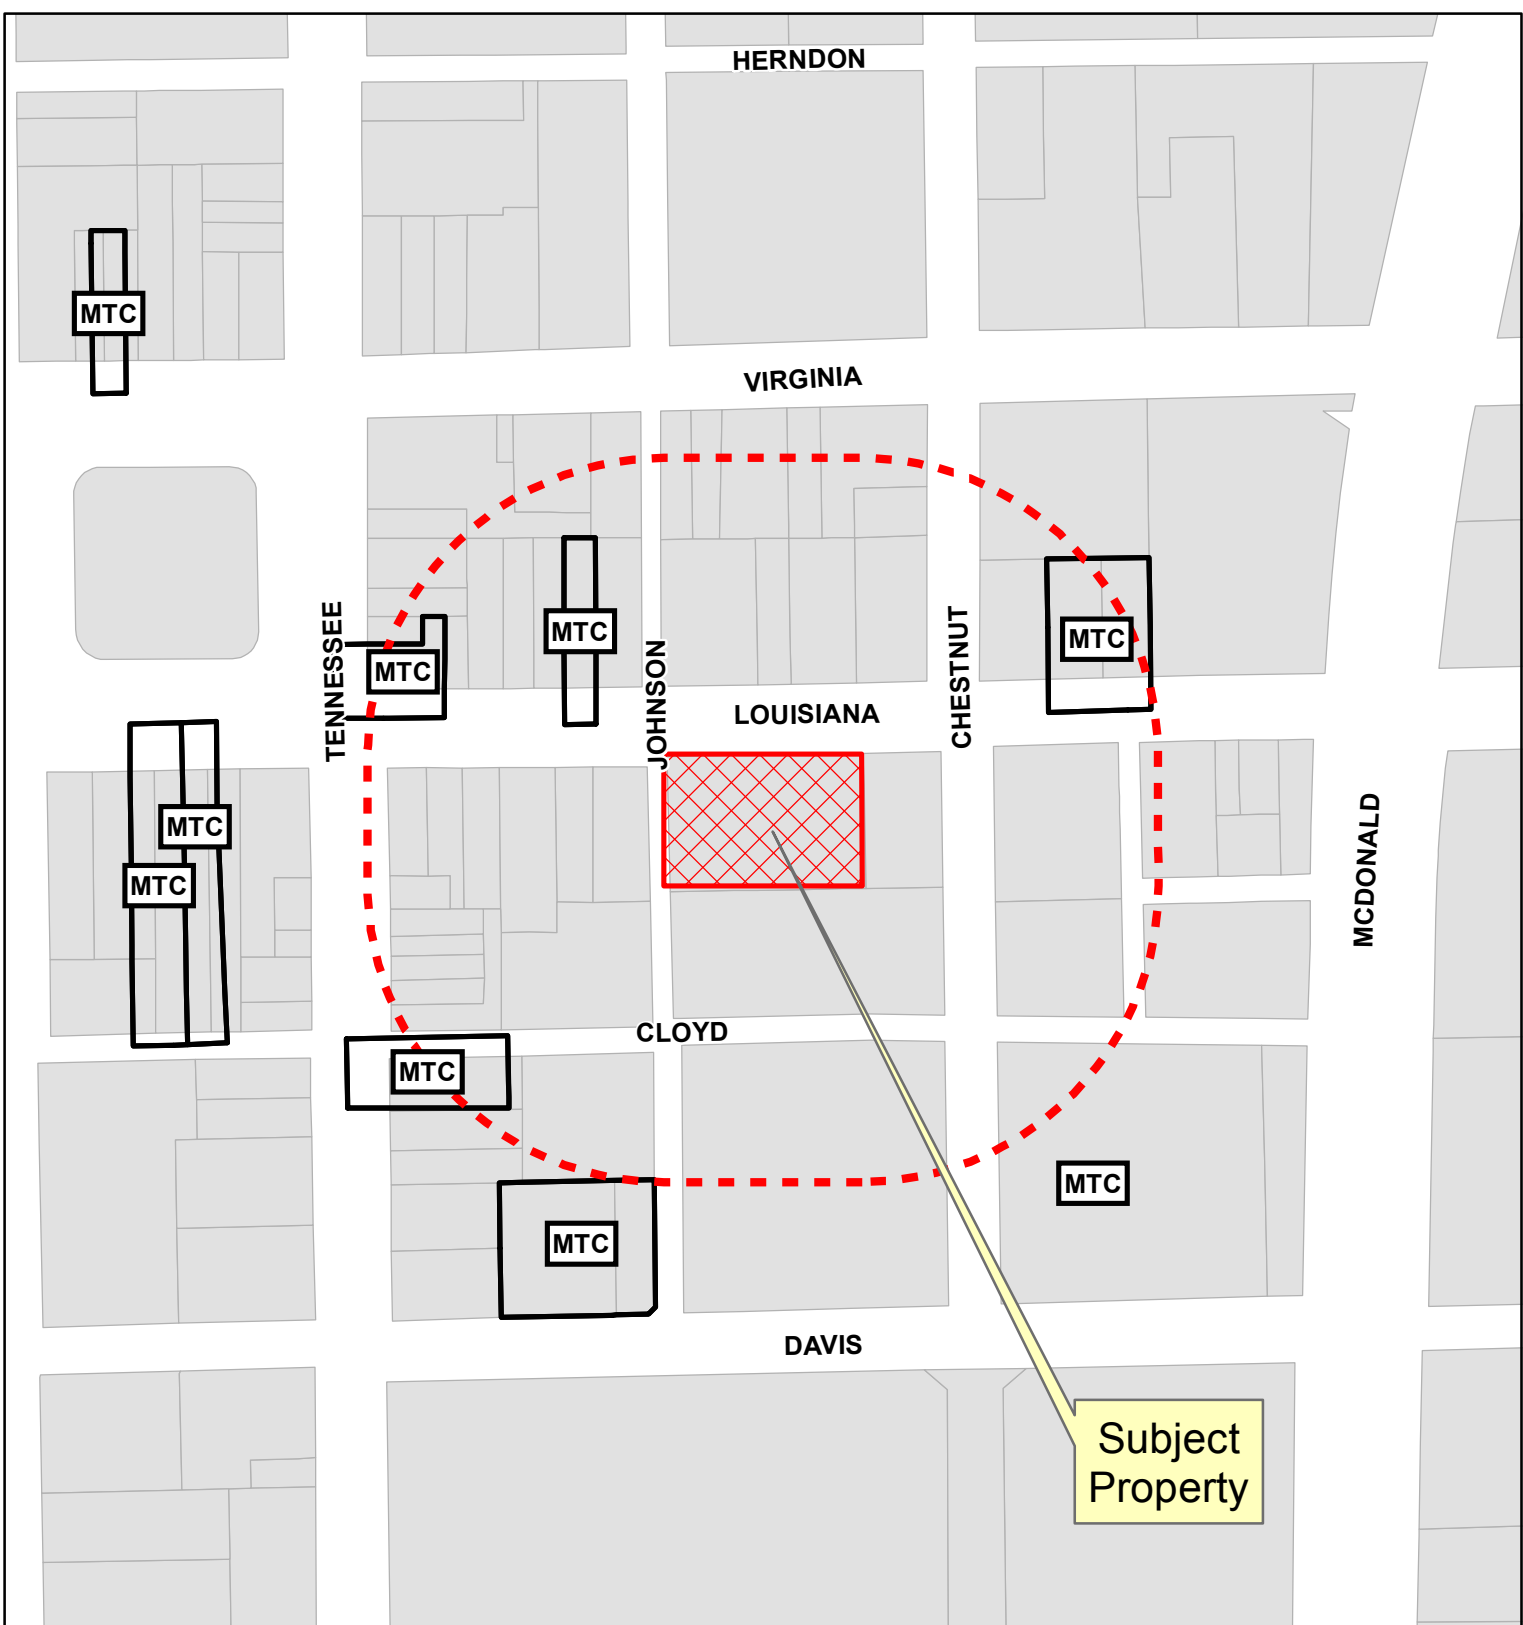 HERNDON
MTC
VIRGINIA
TENNESSEE
MTC
MTC
JOHNSON
CHESTNUT
MTC
LOUISIANA
MTC
MTC
MCDONALD
CLOYD
MTC
MTC
MTC
DAVIS
Subject
Property